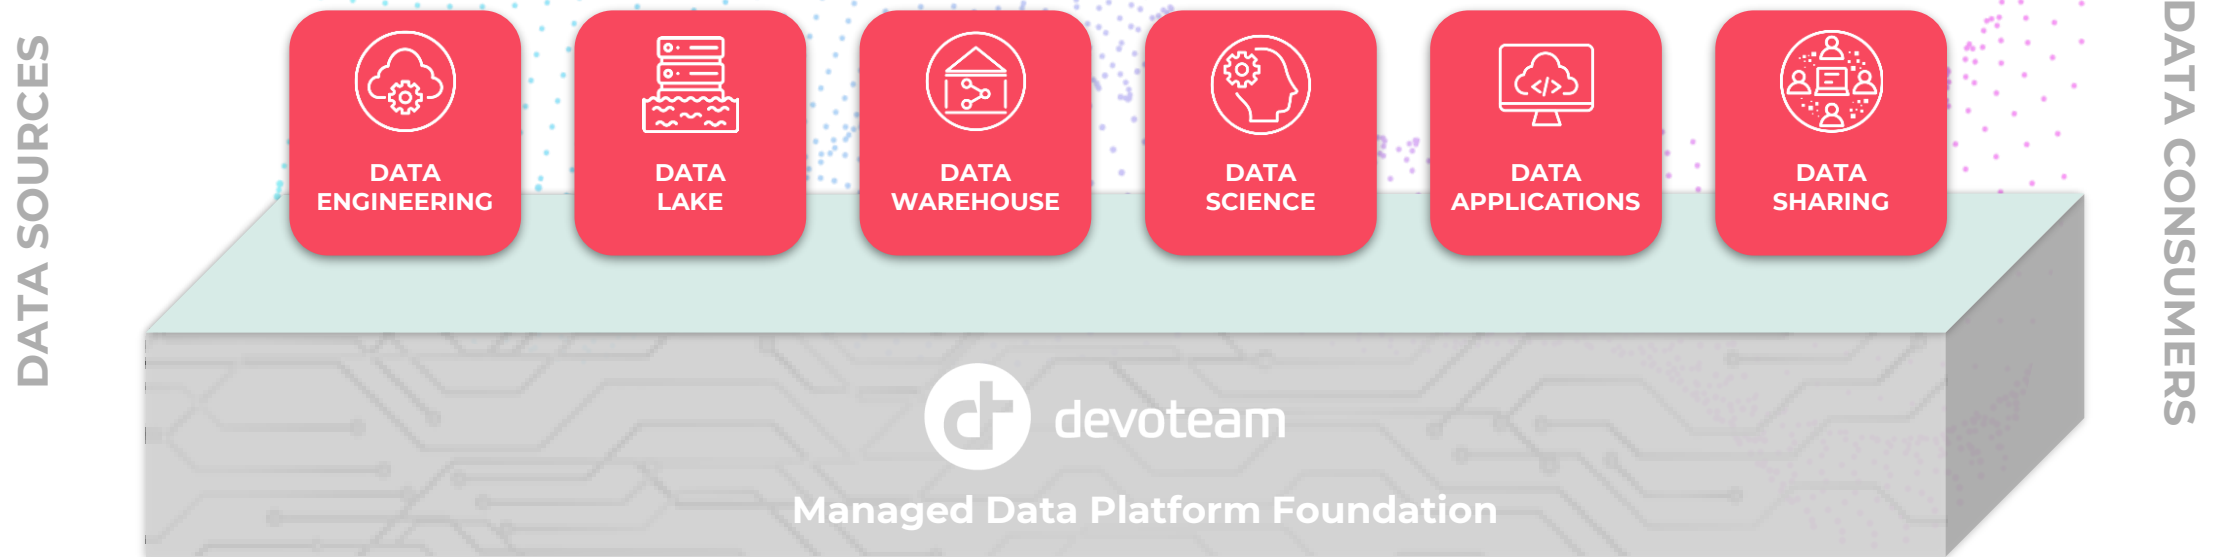 DATA SOURCES
DATA
ENGINEERING
DATA
LAKE
DATA
WAREHOUSE
DATA
SCIENCE
DATA
APPLICATIONS
DATA
SHARING
DATA CONSUMERS
devoteam
Managed Data Platform Foundation